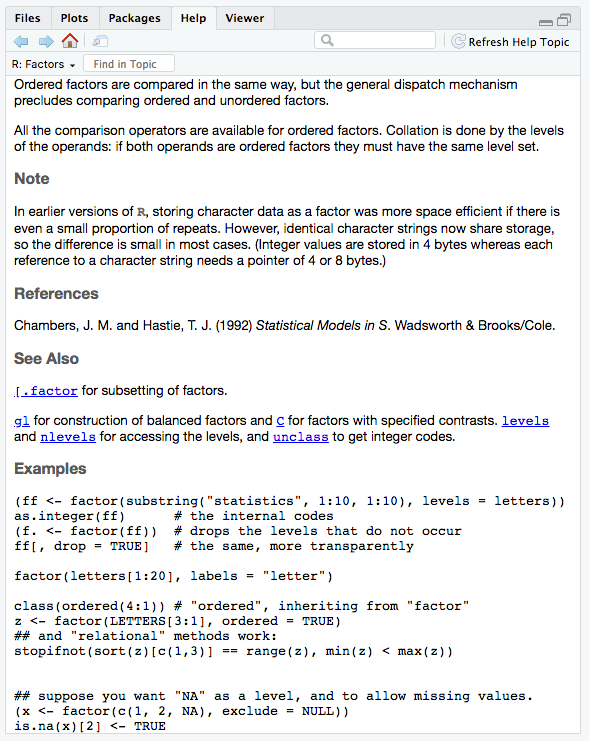 Files Plots Packages Help Viewer
Refresh Help Topic
R: Factors Find in Topic
Ordered factors are compared in the same way, but the general dispatch mechanism
precludes comparing ordered and unordered factors.
All the comparison operators are available for ordered factors. Collation is done by the levels
of the operands: if both operands are ordered factors they must have the same level set.
Note
In earlier versions of R, storing character data as a factor was more space efficient if there is
even a small proportion of repeats. However, identical character strings now share storage,
so the difference is small in most cases. (Integer values are stored in 4 bytes whereas each
reference to a character string needs a pointer of 4 or 8 bytes.)
References
Chambers, J. M. and Hastie, T. J. (1992) Statistical Models in S. Wadsworth & Brooks/Cole.
See Also
[.factor for subsetting of factors.
gl for construction of balanced factors and C for factors with specified contrasts. levels
and nlevels for accessing the levels, and unclass to get integer codes.
Examples
(ff <- factor(substring("statistics", 1:10, 1:10), levels = letters))
as.integer(ff)      # the internal codes
(f. <- factor(ff))  # drops the levels that do not occur
ff[, drop = TRUE]   # the same, more transparently
factor(letters[1:20], labels = "letter")
class(ordered(4:1)) # "ordered", inheriting from "factor"
z <- factor(LETTERS[3:1], ordered = TRUE)
## and "relational" methods work:
stopifnot(sort(z)[c(1,3)] == range(z), min(z) < max(z))
## suppose you want "NA" as a level, and to allow missing values.
(x <- factor(c(1, 2, NA), exclude = NULL))
is.na(x)[2] <- TRUE